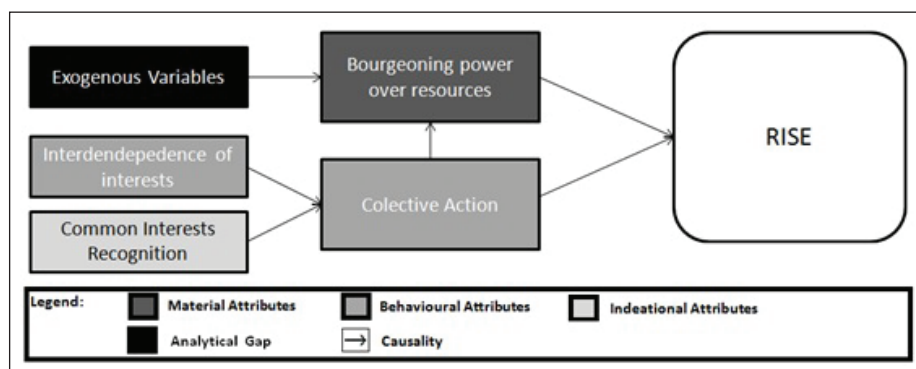 Exogenous Variables
Bourgeoning power
over resources
RISE
Interdendepedence of
interests
Colective Action
Common Interests
Recognition
Legend:
Material Attributes
Behavioural Attributes
Indeational Attributes
Analytical Gap
Causality